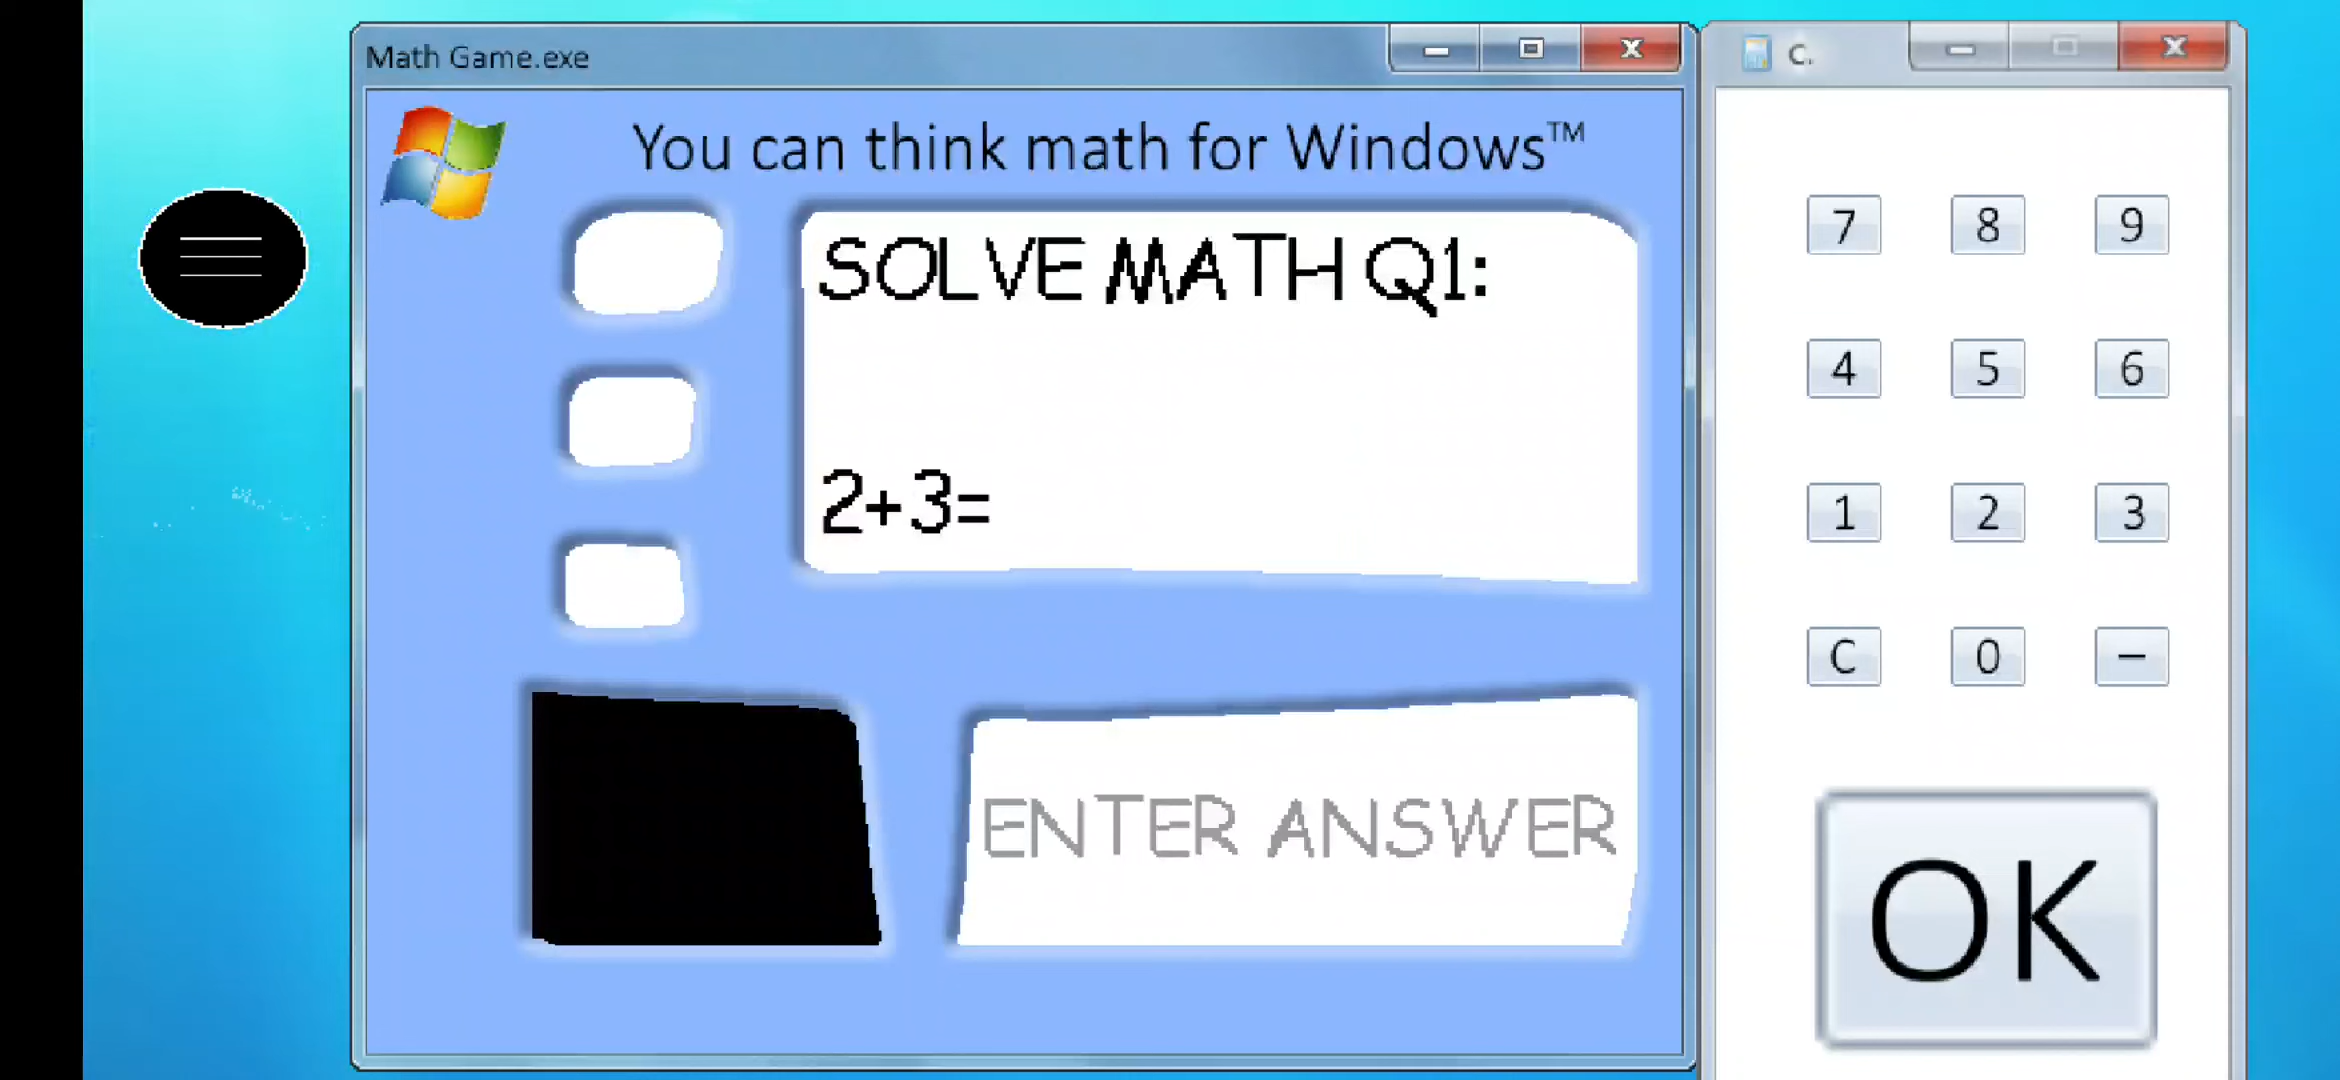 Math Game.exe
C.
You can think math for Windows™
SOLVE MATH Q1:
2+3=
ENTER ANSWER
7 8 9
4 5 6
1 2 3
C 0 −
OK